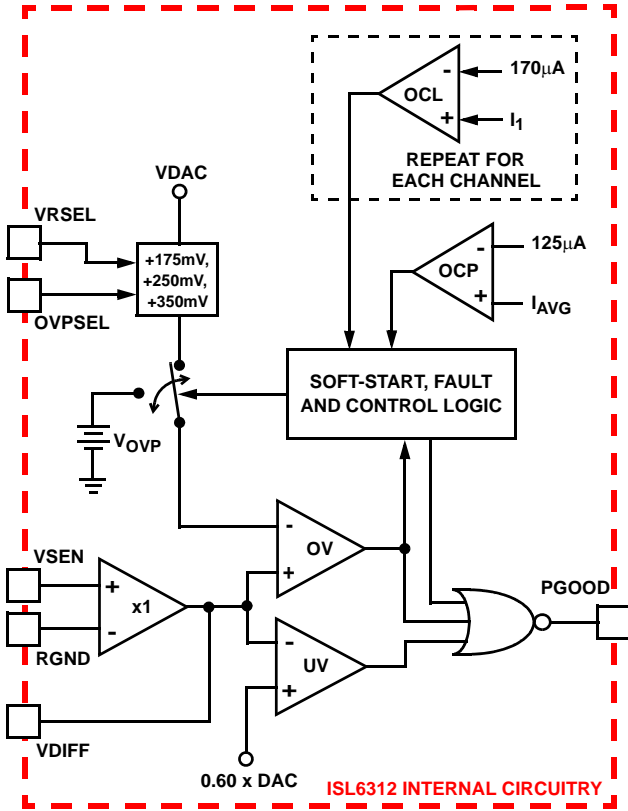 170μA
-
OCL
+
I1
REPEAT FOR
EACH CHANNEL
VDAC
VRSEL
+175mV,
+250mV,
+350mV
OVPSEL
-
125μA
OCP
+
IAVG
SOFT-START, FAULT
AND CONTROL LOGIC
VOVP
-
OV
+
VSEN
+
x1
-
RGND
-
UV
+
PGOOD
VDIFF
0.60 x DAC
ISL6312 INTERNAL CIRCUITRY